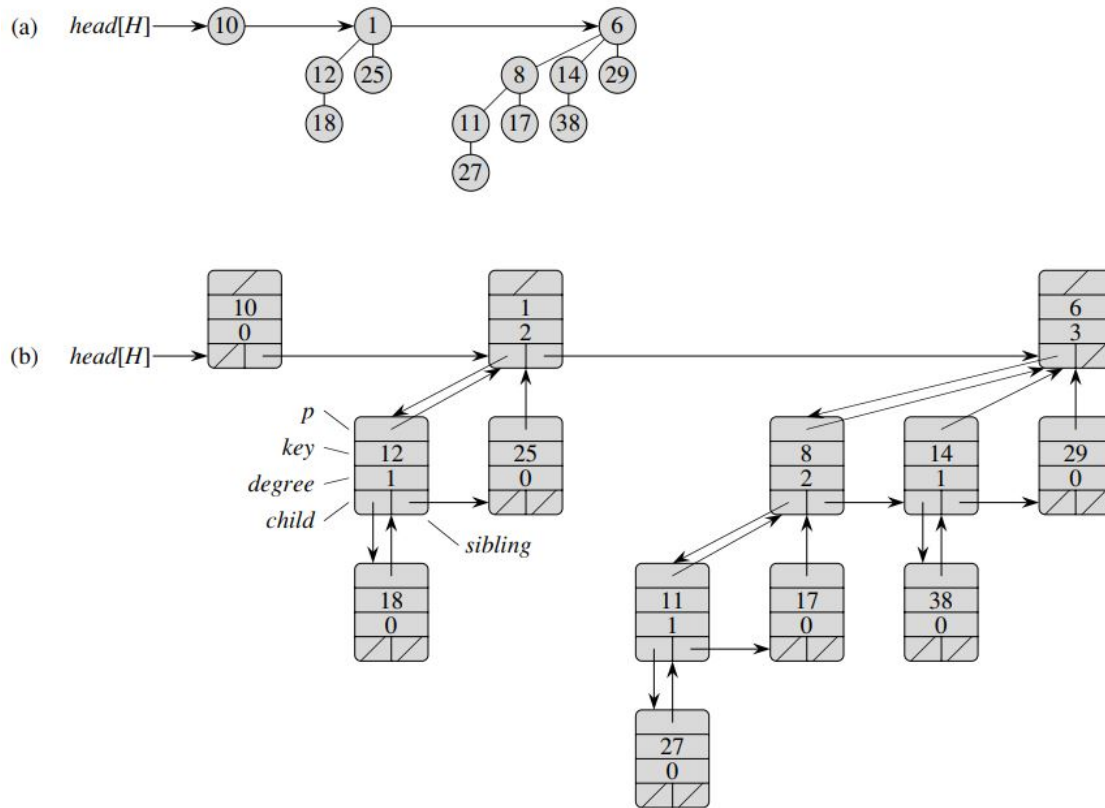 (a) head[H] 10 1 6
12 25 8 14 29
18 11 17 38
27
10 1 6
0 2 3
(b) head[H]
p
key 12 25 8 14 29
degree 1 0 2 1 0
child
sibling
18 11 17 38
0 1 0 0
27
0